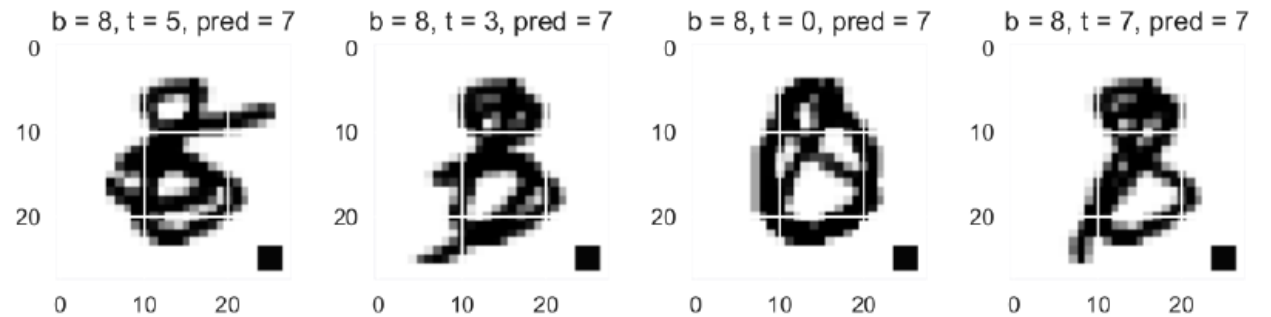 b = 8, t = 5, pred = 7
b = 8, t = 3, pred = 7
b = 8, t = 0, pred = 7
b = 8, t = 7, pred = 7
0
10
20
0
10
20
0
10
20
0
10
20
0 10 20
0 10 20
0 10 20
0 10 20